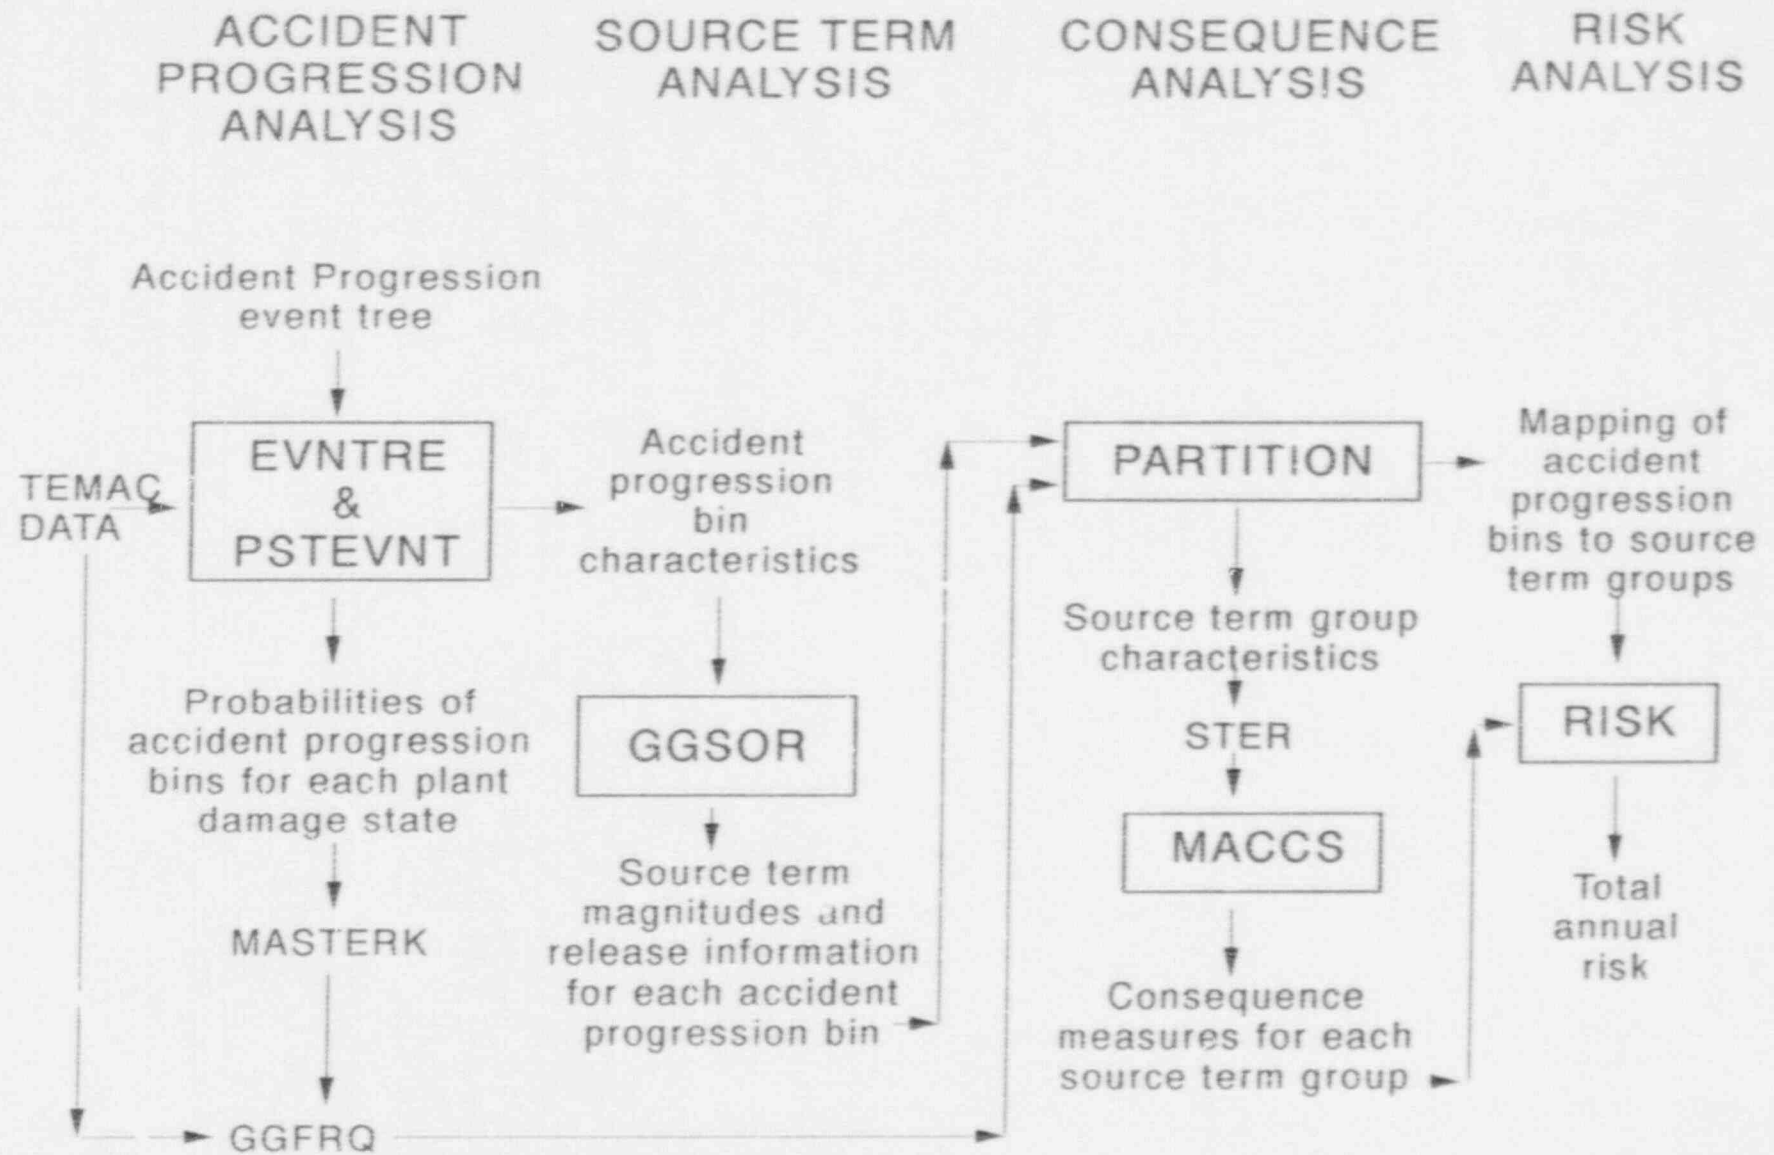 ACCIDENT
PROGRESSION
ANALYSIS
SOURCE TERM
ANALYSIS
CONSEQUENCE
ANALYSIS
RISK
ANALYSIS
Accident Progression
event tree
TEMAC
DATA
EVNTRE
&
PSTEVNT
Accident
progression
bin
characteristics
PARTITION
Mapping of
accident
progression
bins to source
term groups
Probabilities of
accident progression
bins for each plant
damage state
GGSOR
Source term group
characteristics
STER
RISK
MACCS
MASTERK
Source term
magnitudes and
release information
for each accident
progression bin
Consequence
measures for each
source term group
Total
annual
risk
GGFRQ